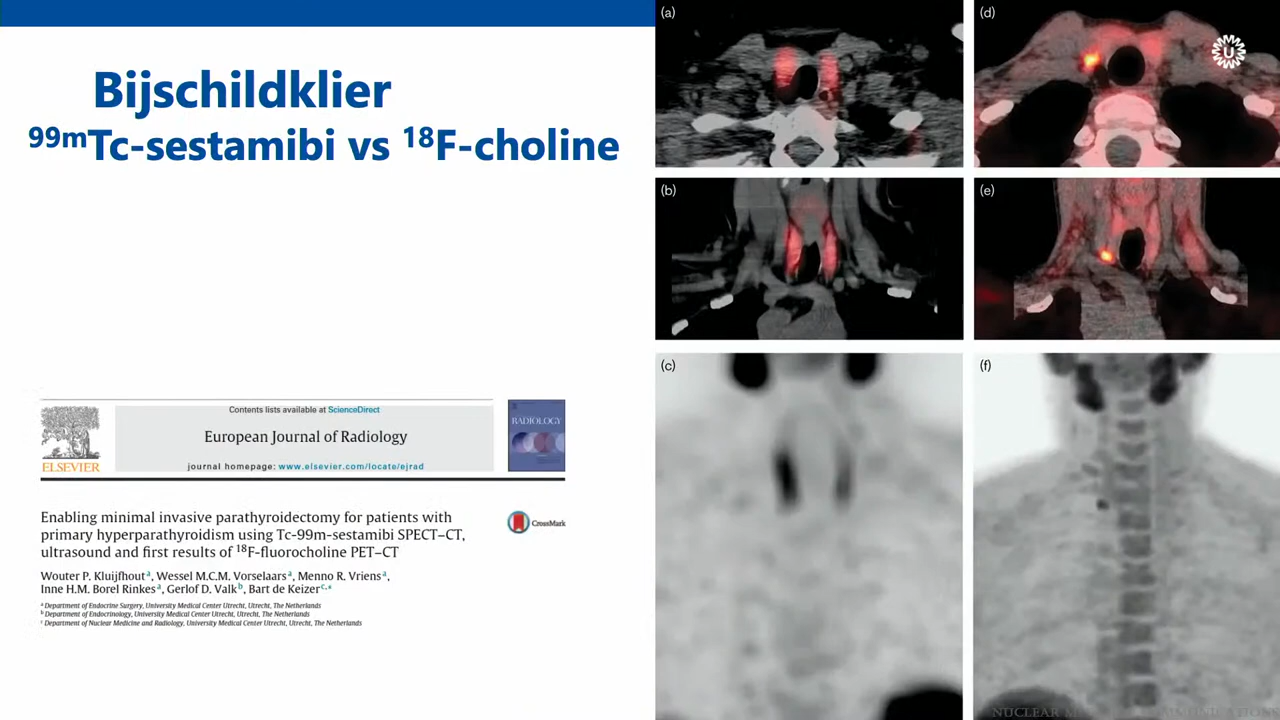 Bijschildklier
99mTc-sestamibi vs 18F-choline
Contents lists available at ScienceDirect
European Journal of Radiology
journal homepage: www.elsevier.com/locate/ejrad
ELSEVIER
RADIOLOGY
Enabling minimal invasive parathyroidectomy for patients with
primary hyperparathyroidism using Tc-99m-sestamibi SPECT–CT,
ultrasound and first results of 18F-fluorocholine PET–CT
CrossMark
Wouter P. Kluijfhout a, Wessel M.C.M. Vorselaars a, Menno R. Vriens a,
Inne H.M. Borel Rinkes a, Gerlof D. Valk b, Bart de Keizer c,*
a Department of Endocrine Surgery, University Medical Center Utrecht, Utrecht, The Netherlands
b Department of Endocrinology, University Medical Center Utrecht, Utrecht, The Netherlands
c Department of Nuclear Medicine and Radiology, University Medical Center Utrecht, Utrecht, The Netherlands
(a)
(d)
U
(b)
(e)
(c)
(f)
NUCLEAR MEDICINE COMMUNICATIONS